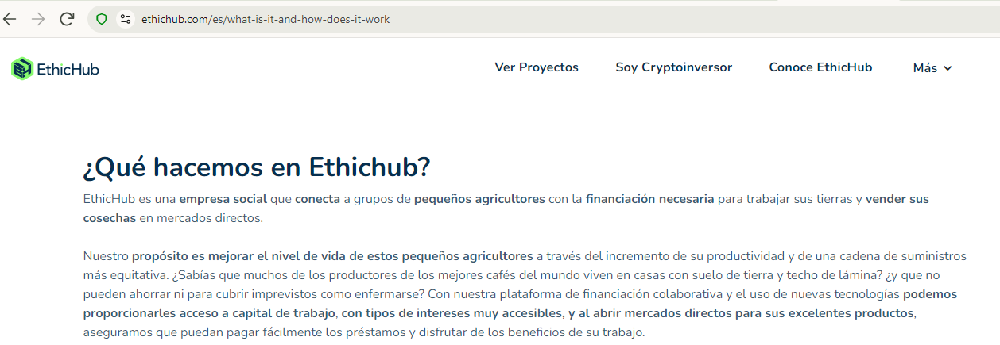 ethichub.com/es/what-is-it-and-how-does-it-work
EthicHub
Ver Proyectos Soy Cryptoinversor Conoce EthicHub Más
¿Qué hacemos en Ethichub?
EthicHub es una empresa social que conecta a grupos de pequeños agricultores con la financiación necesaria para trabajar sus tierras y vender sus
cosechas en mercados directos.
Nuestro propósito es mejorar el nivel de vida de estos pequeños agricultores a través del incremento de su productividad y de una cadena de suministros
más equitativa. ¿Sabías que muchos de los productores de los mejores cafés del mundo viven en casas con suelo de tierra y techo de lámina? ¿y que no
pueden ahorrar ni para cubrir imprevistos como enfermarse? Con nuestra plataforma de financiación colaborativa y el uso de nuevas tecnologías podemos
proporcionarles acceso a capital de trabajo, con tipos de intereses muy accesibles, y al abrir mercados directos para sus excelentes productos,
aseguramos que puedan pagar fácilmente los préstamos y disfrutar de los beneficios de su trabajo.